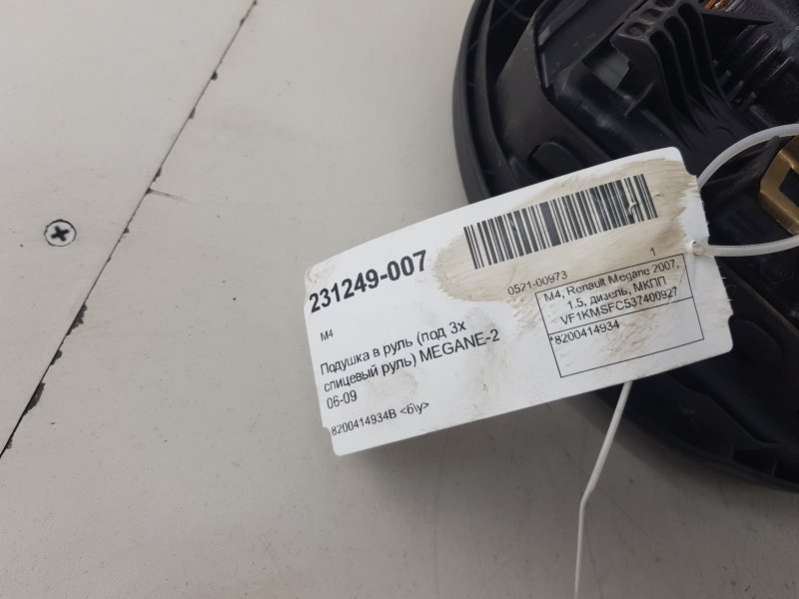 231249-007
0521-00973
1
M4
Подушка в руль (под 3х
спицевый руль) MEGANE-2
06-09
8200414934B <б\у>
M4, Renault Megane 2007,
1.5, дизель, МКПП
VF1KMSFC537400927
*8200414934